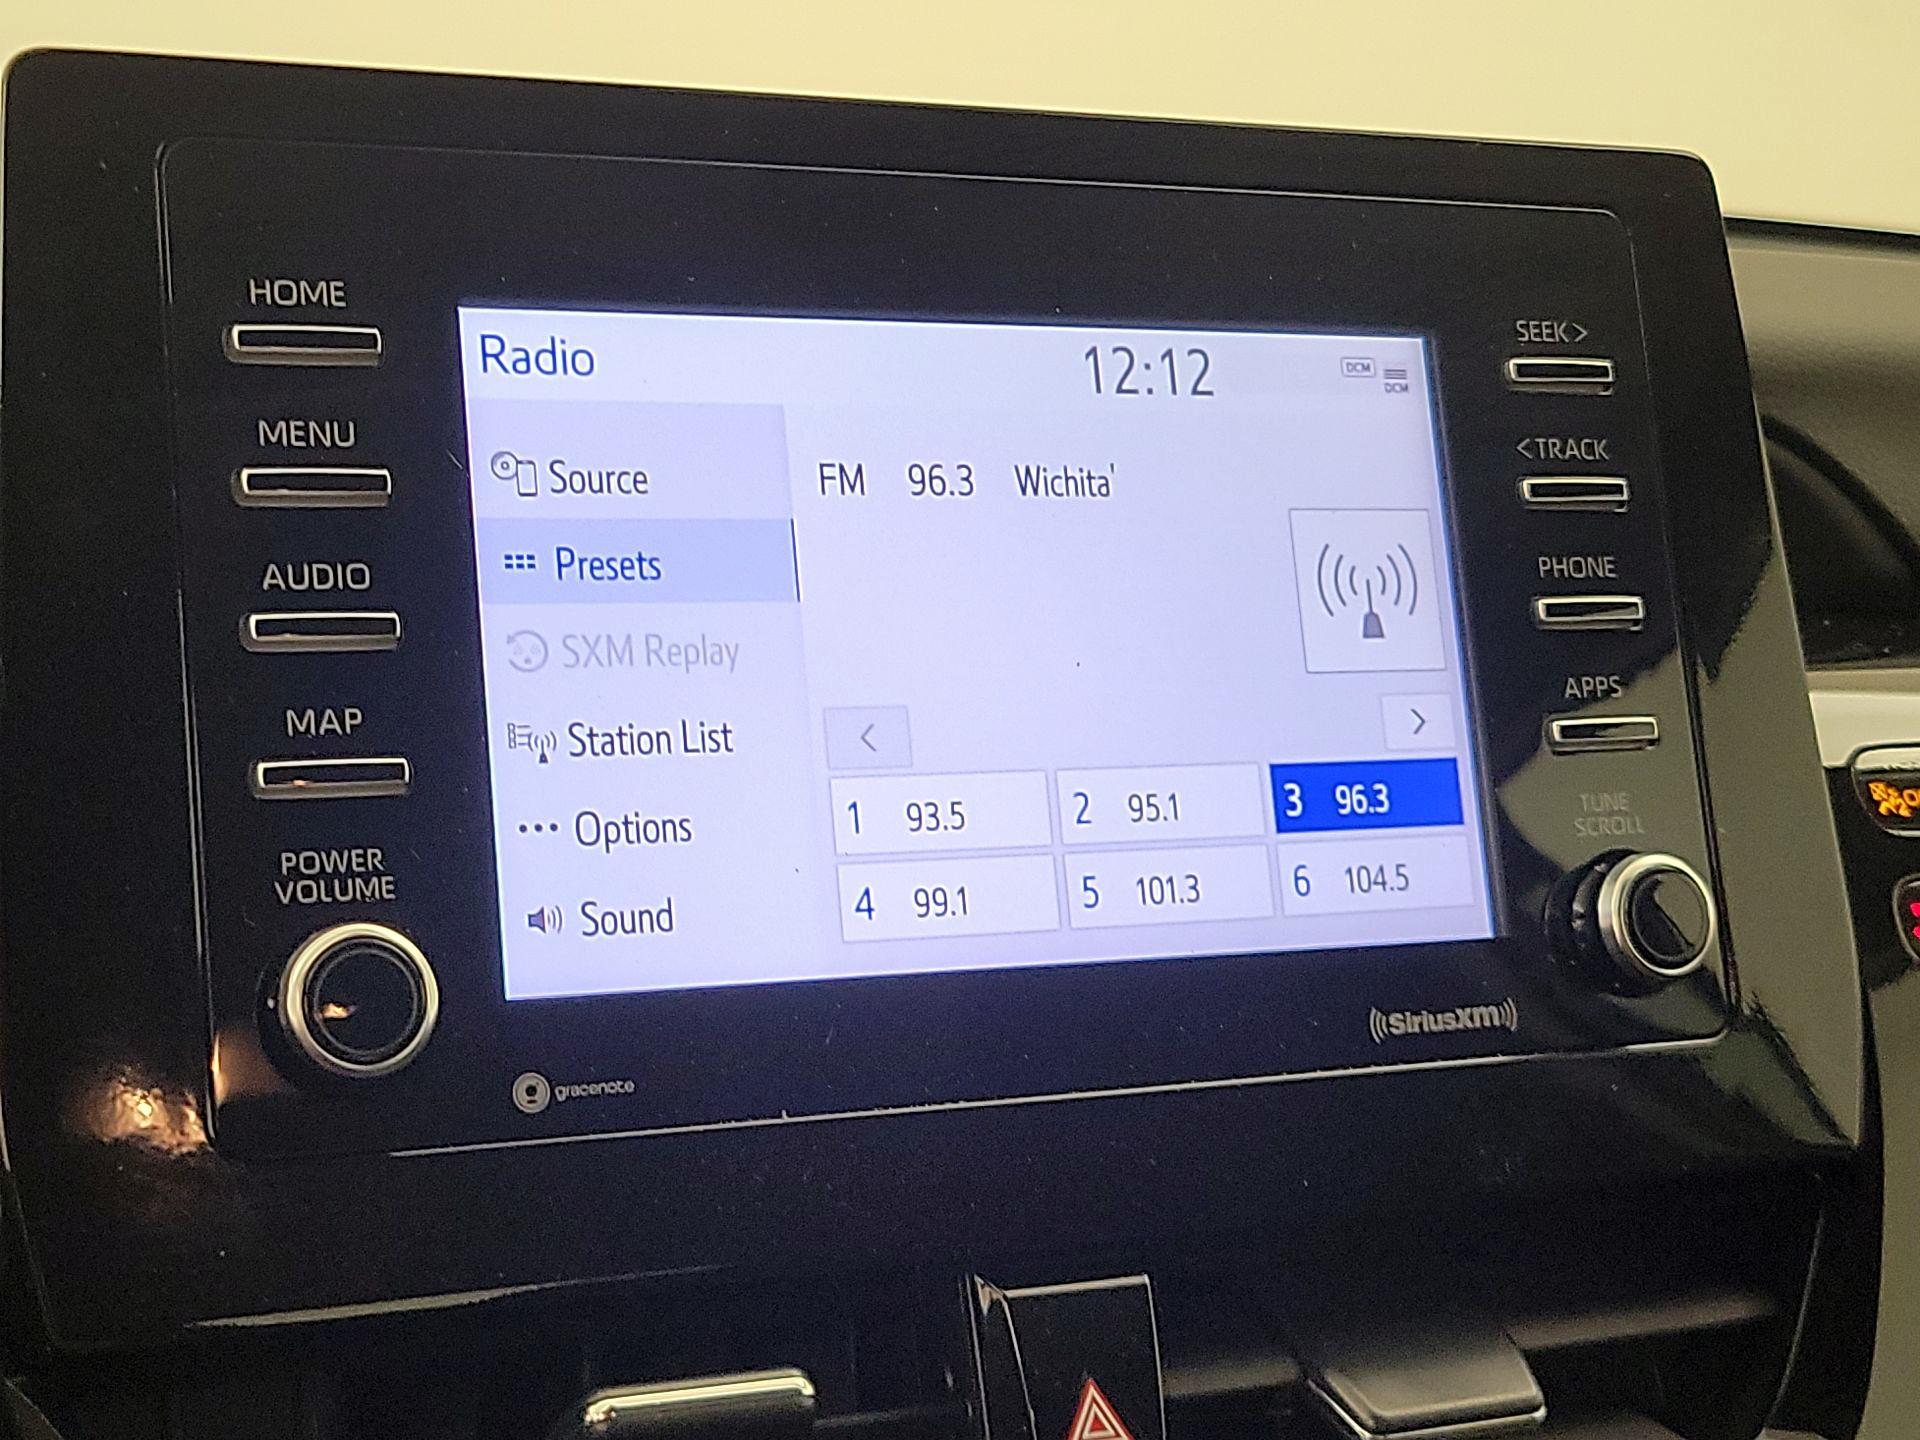 HOME
MENU
AUDIO
MAP
POWER
VOLUME
Radio
12:12
DCM
DCM
Source
Presets
SXM Replay
Station List
Options
Sound
FM 96.3 Wichita'
<
>
1 93.5
2 95.1
3 96.3
4 99.1
5 101.3
6 104.5
SEEK >
< TRACK
PHONE
APPS
TUNE
SCROLL
gracenote
((SiriusXM))